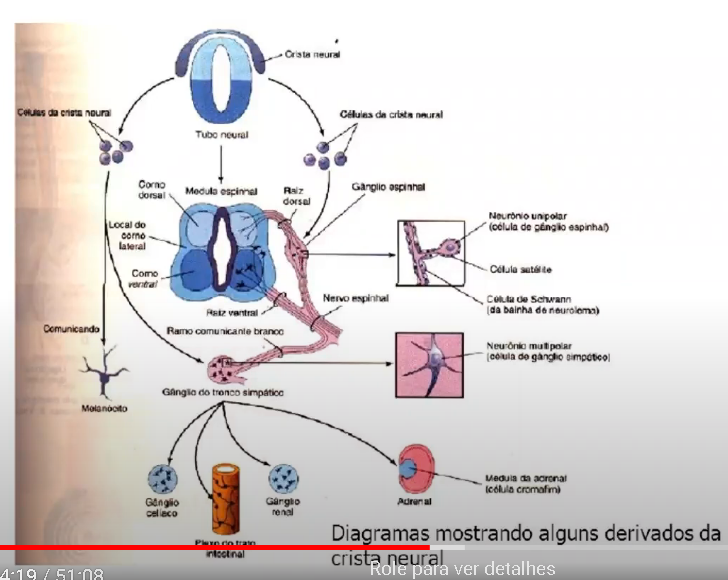 Crista neural
Células da crista neural
Células da crista neural
Tubo neural
Corno
dorsal
Medula espinhal
Raiz
dorsal
Gânglio espinhal
Local do
corno
lateral
Neurônio unipolar
(célula de gânglio espinhal)
Célula satélite
Corno
ventral
Célula de Schwann
(da bainha de neurolema)
Raiz ventral
Nervo espinhal
Comunicando
Ramo comunicante branco
Neurônio multipolar
(célula de gânglio simpático)
Gânglio do tronco simpático
Melanócito
Gânglio
celíaco
Plexo do trato
intestinal
Gânglio
renal
Adrenal
Medula da adrenal
(célula cromafim)
Diagramas mostrando alguns derivados da
crista neural
4:19 / 51:08
Role para ver detalhes